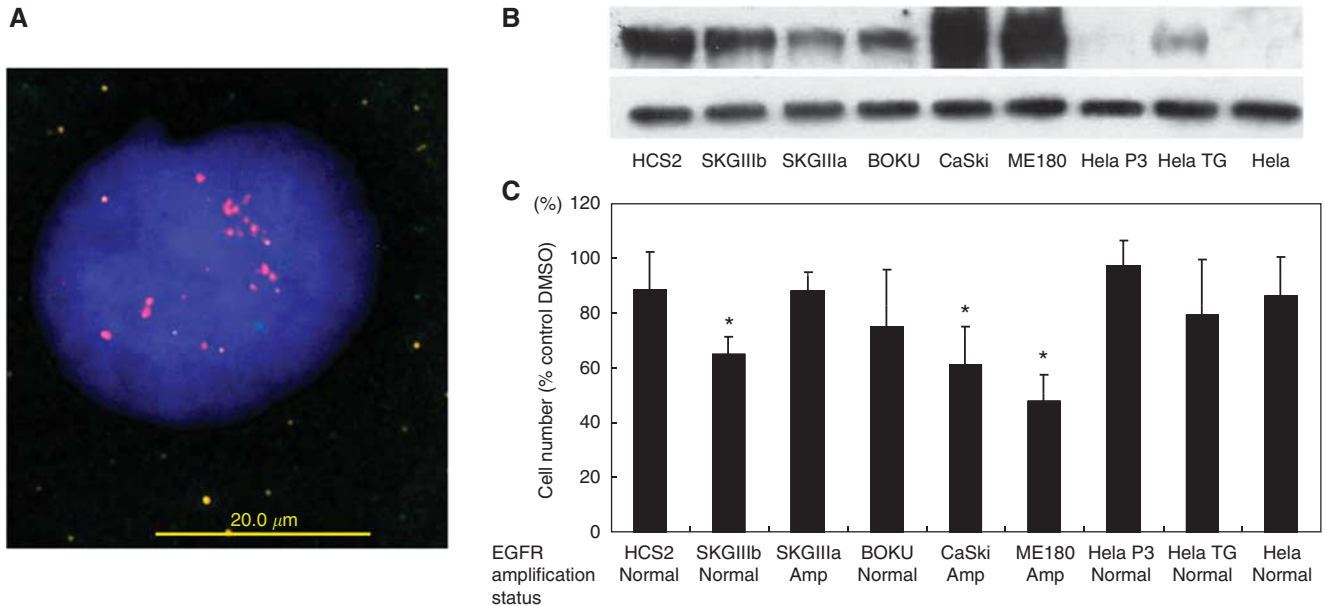 A
20.0 μm
B
HCS2 SKGIIIb SKGIIIa BOKU CaSki ME180 Hela P3 Hela TG Hela
C
(%)
Cell number (% control DMSO)
120
100
80
60
40
20
0
* * *
HCS2 SKGIIIb SKGIIIa BOKU CaSki ME180 Hela P3 Hela TG Hela
EGFR amplification status
Normal Normal Amp Normal Amp Amp Normal Normal Normal